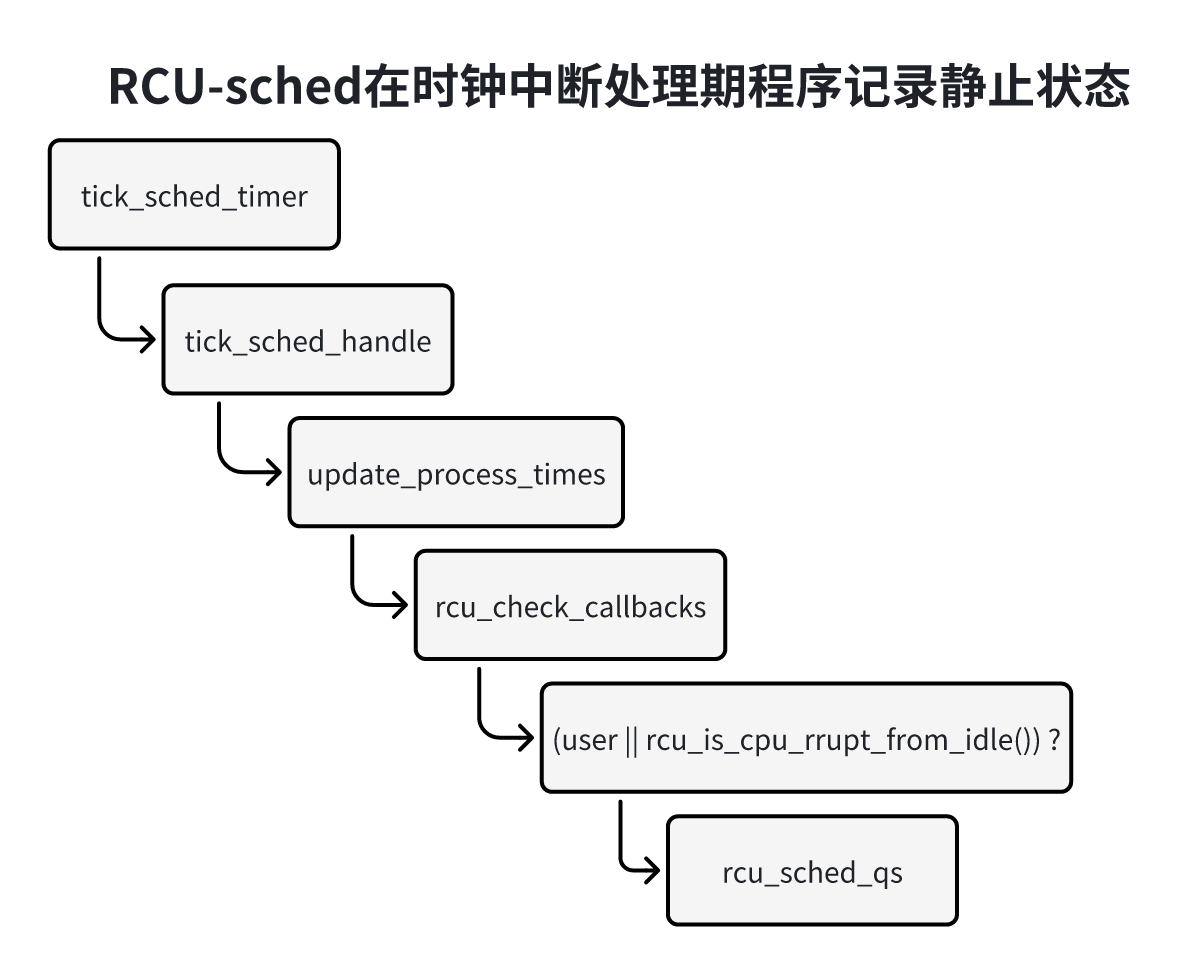 RCU-sched在时钟中断处理期程序记录静止状态
tick_sched_timer
tick_sched_handle
update_process_times
rcu_check_callbacks
(user || rcu_is_cpu_rrupt_from_idle()) ?
rcu_sched_qs